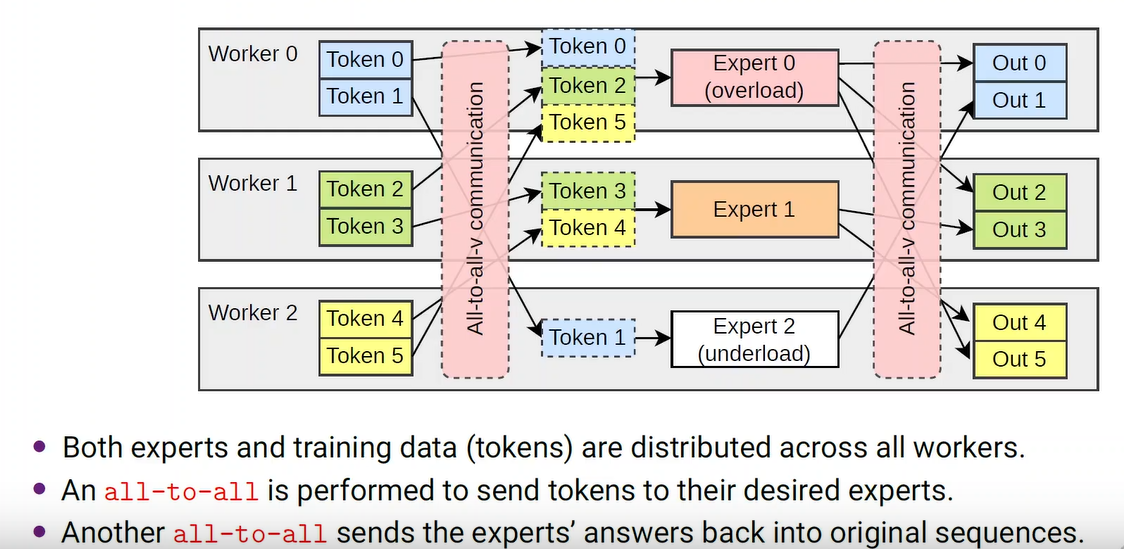 Worker 0
Token 0
Token 1
Token 0
Token 2
Token 5
Expert 0
(overload)
Out 0
Out 1
Worker 1
Token 2
Token 3
Token 3
Token 4
Expert 1
Out 2
Out 3
Worker 2
Token 4
Token 5
Token 1
Expert 2
(underload)
Out 4
Out 5
All-to-all-v communication
All-to-all-v communication
• Both experts and training data (tokens) are distributed across all workers.
• An all-to-all is performed to send tokens to their desired experts.
• Another all-to-all sends the experts’ answers back into original sequences.